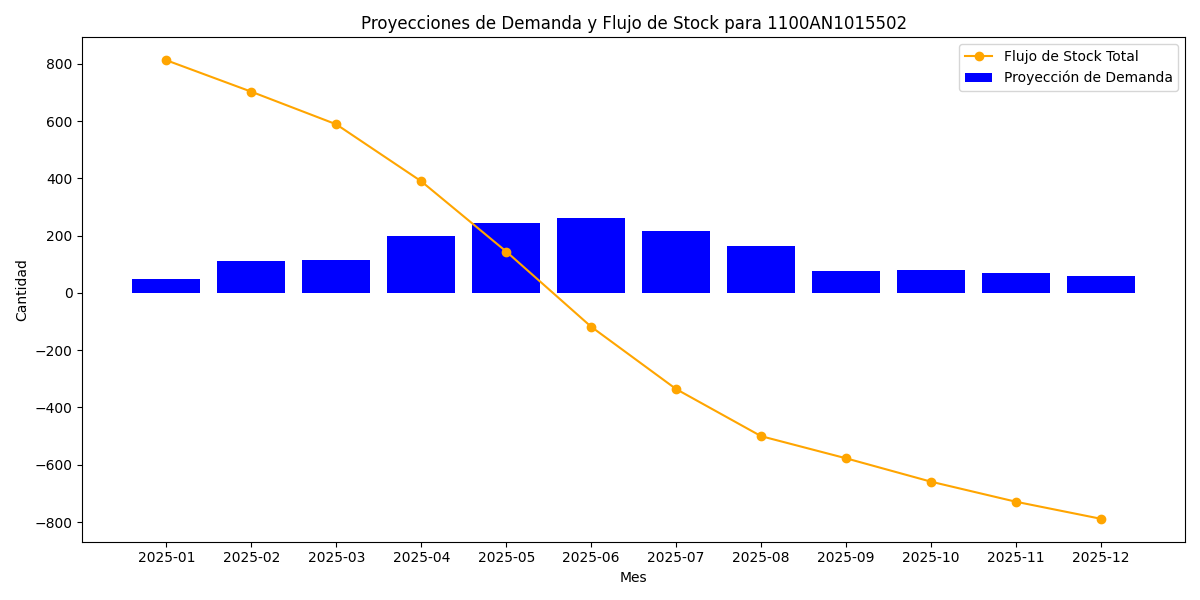 Proyecciones de Demanda y Flujo de Stock para 1100AN1015502
Flujo de Stock Total
Proyección de Demanda
Cantidad
800
600
400
200
0
−200
−400
−600
−800
2025-01 2025-02 2025-03 2025-04 2025-05 2025-06 2025-07 2025-08 2025-09 2025-10 2025-11 2025-12
Mes